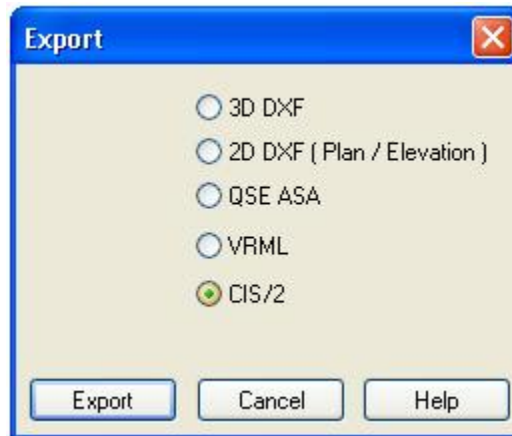 Export
3D DXF
2D DXF ( Plan / Elevation )
QSE ASA
VRML
CIS/2
Export Cancel Help